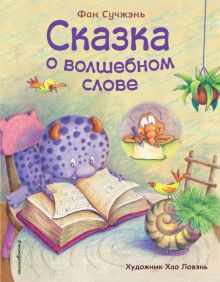 Фан Сучжэнь
Сказка
о волшебном
слове
Художник Хао Ловэнь